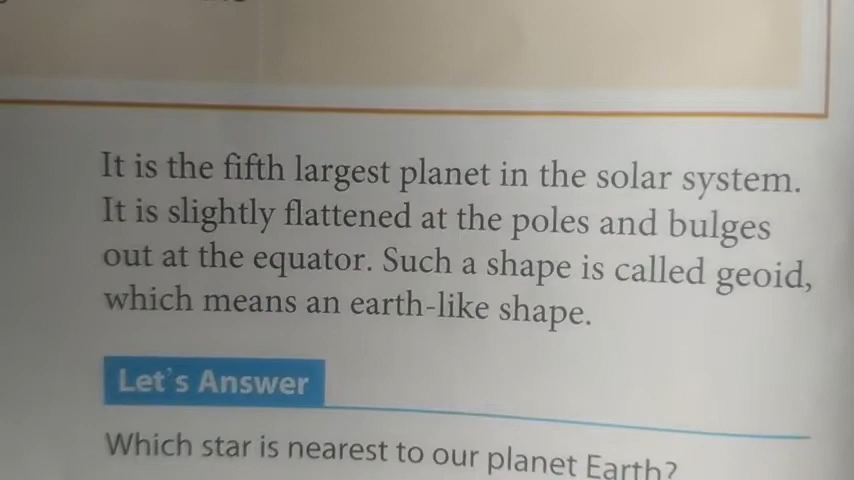 It is the fifth largest planet in the solar system.
It is slightly flattened at the poles and bulges
out at the equator. Such a shape is called geoid,
which means an earth-like shape.
Let's Answer
Which star is nearest to our planet Earth?